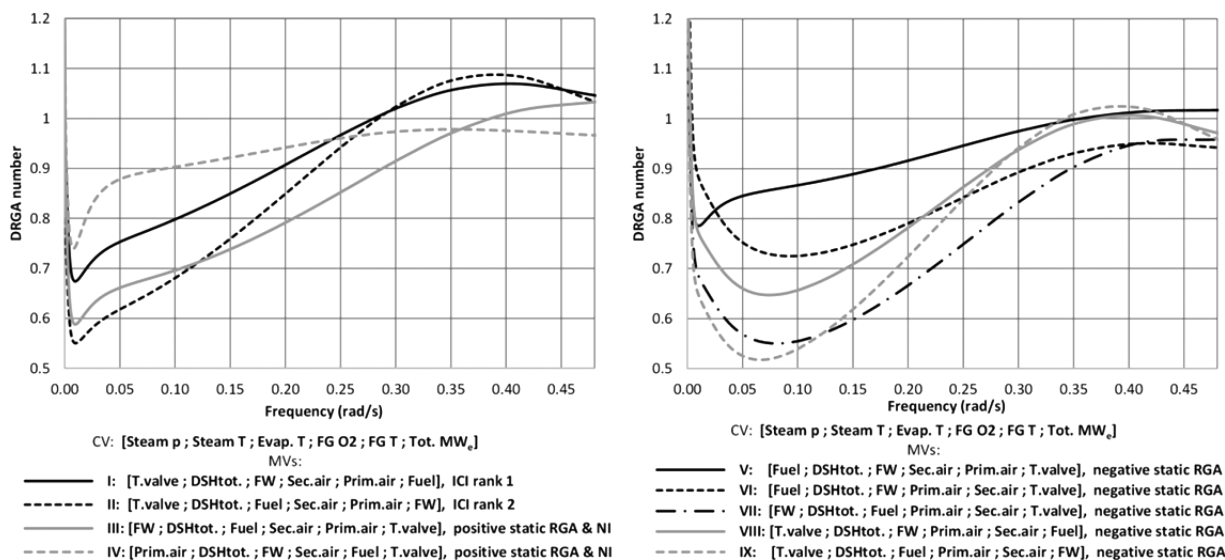 1.2
1.1
1
0.9
0.8
0.7
0.6
0.5
DRGA number
0.00 0.05 0.10 0.15 0.20 0.25 0.30 0.35 0.40 0.45
Frequency (rad/s)
CV: [Steam p ; Steam T ; Evap. T ; FG O2 ; FG T ; Tot. MWe]
MVs:
I: [T.valve ; DSHtot. ; FW ; Sec.air ; Prim.air ; Fuel], ICI rank 1
II: [T.valve ; DSHtot. ; Fuel ; Sec.air ; Prim.air ; FW], ICI rank 2
III: [FW ; DSHtot. ; Fuel ; Sec.air ; Prim.air ; T.valve], positive static RGA & NI
IV: [Prim.air ; DSHtot. ; FW ; Sec.air ; Fuel ; T.valve], positive static RGA & NI
1.2
1.1
1
0.9
0.8
0.7
0.6
0.5
DRGA number
0.00 0.05 0.10 0.15 0.20 0.25 0.30 0.35 0.40 0.45
Frequency (rad/s)
CV: [Steam p ; Steam T ; Evap. T ; FG O2 ; FG T ; Tot. MWe]
MVs:
V: [Fuel ; DSHtot. ; FW ; Sec.air ; Prim.air ; T.valve], negative static RGA
VI: [Fuel ; DSHtot. ; FW ; Prim.air ; Sec.air ; T.valve], negative static RGA
VII: [FW ; DSHtot. ; Fuel ; Prim.air ; Sec.air ; T.valve], negative static RGA
VIII: [T.valve ; DSHtot. ; FW ; Prim.air ; Sec.air ; Fuel], negative static RGA
IX: [T.valve ; DSHtot. ; Fuel ; Prim.air ; Sec.air ; FW], negative static RGA